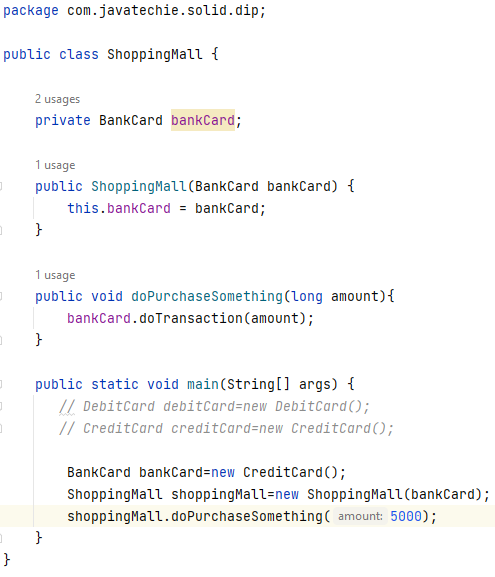 package com.javatechie.solid.dip;
public class ShoppingMall {
2 usages
private BankCard bankCard;
1 usage
public ShoppingMall(BankCard bankCard) {
this.bankCard = bankCard;
}
1 usage
public void doPurchaseSomething(long amount){
bankCard.doTransaction(amount);
}
public static void main(String[] args) {
// DebitCard debitCard=new DebitCard();
// CreditCard creditCard=new CreditCard();
BankCard bankCard=new CreditCard();
ShoppingMall shoppingMall=new ShoppingMall(bankCard);
shoppingMall.doPurchaseSomething( amount: 5000);
}
}